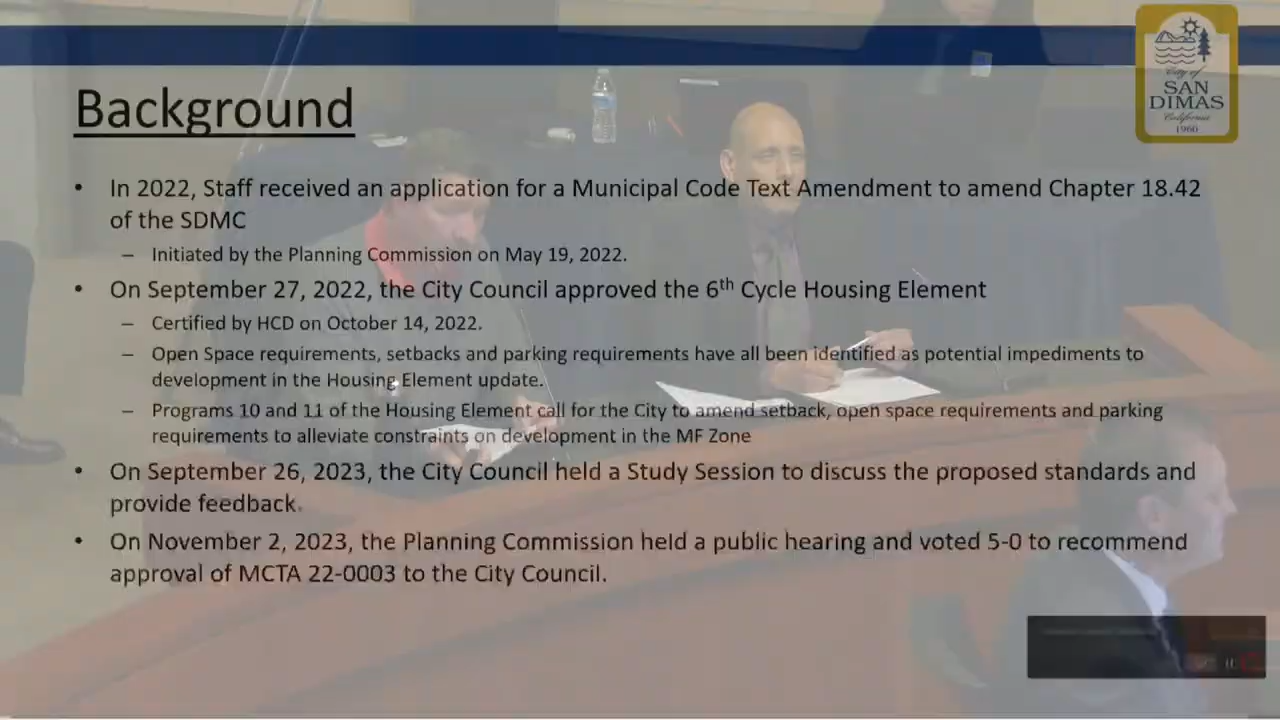 City of
SAN
DIMAS
California
1960
Background
• In 2022, Staff received an application for a Municipal Code Text Amendment to amend Chapter 18.42
of the SDMC
– Initiated by the Planning Commission on May 19, 2022.
• On September 27, 2022, the City Council approved the 6th Cycle Housing Element
– Certified by HCD on October 14, 2022.
– Open Space requirements, setbacks and parking requirements have all been identified as potential impediments to
development in the Housing Element update.
– Programs 10 and 11 of the Housing Element call for the City to amend setback, open space requirements and parking
requirements to alleviate constraints on development in the MF Zone
• On September 26, 2023, the City Council held a Study Session to discuss the proposed standards and
provide feedback.
• On November 2, 2023, the Planning Commission held a public hearing and voted 5-0 to recommend
approval of MCTA 22-0003 to the City Council.